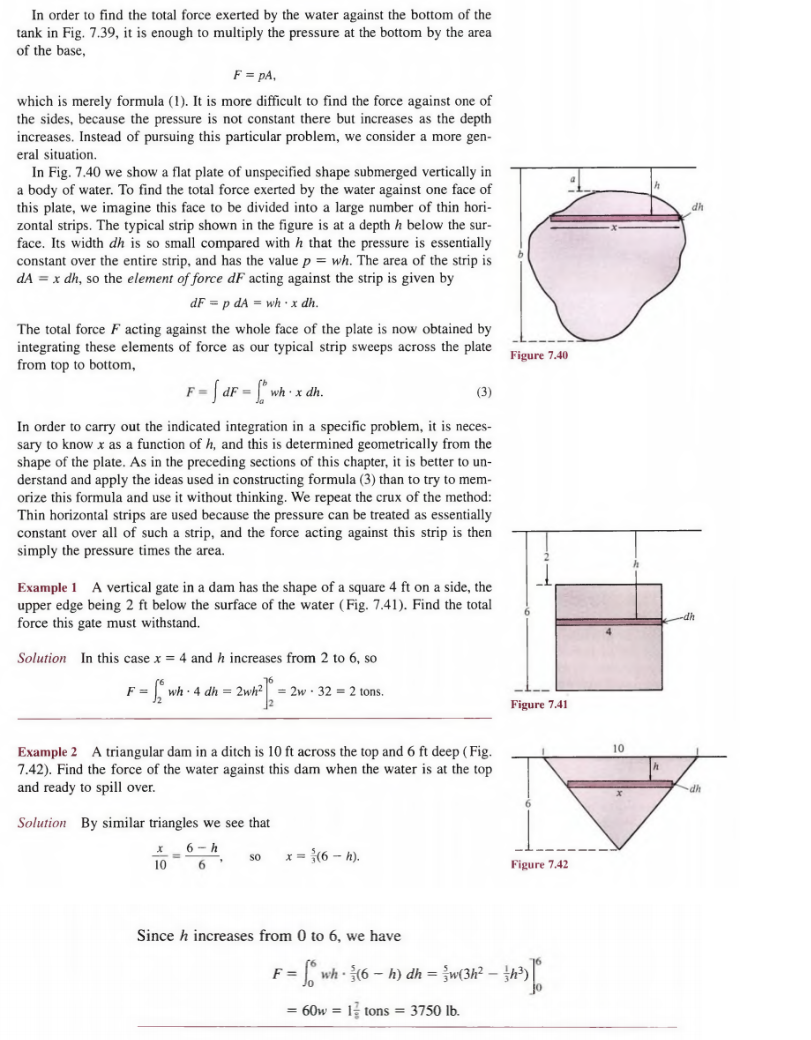 In order to find the total force exerted by the water against the bottom of the
tank in Fig. 7.39, it is enough to multiply the pressure at the bottom by the area
of the base,
F = pA,
which is merely formula (1). It is more difficult to find the force against one of
the sides, because the pressure is not constant there but increases as the depth
increases. Instead of pursuing this particular problem, we consider a more gen-
eral situation.
In Fig. 7.40 we show a flat plate of unspecified shape submerged vertically in
a body of water. To find the total force exerted by the water against one face of
this plate, we imagine this face to be divided into a large number of thin hori-
zontal strips. The typical strip shown in the figure is at a depth h below the sur-
face. Its width dh is so small compared with h that the pressure is essentially
constant over the entire strip, and has the value p = wh. The area of the strip is
dA = x dh, so the element of force dF acting against the strip is given by
dF = p dA = wh · x dh.
The total force F acting against the whole face of the plate is now obtained by
integrating these elements of force as our typical strip sweeps across the plate
from top to bottom,
F = ∫ dF = ∫ₐᵇ wh · x dh. (3)
In order to carry out the indicated integration in a specific problem, it is neces-
sary to know x as a function of h, and this is determined geometrically from the
shape of the plate. As in the preceding sections of this chapter, it is better to un-
derstand and apply the ideas used in constructing formula (3) than to try to mem-
orize this formula and use it without thinking. We repeat the crux of the method:
Thin horizontal strips are used because the pressure can be treated as essentially
constant over all of such a strip, and the force acting against this strip is then
simply the pressure times the area.
a
h
dh
x
b
Figure 7.40
Example 1 A vertical gate in a dam has the shape of a square 4 ft on a side, the
upper edge being 2 ft below the surface of the water (Fig. 7.41). Find the total
force this gate must withstand.
Solution In this case x = 4 and h increases from 2 to 6, so
F = ∫₂⁶ wh · 4 dh = 2wh²]₂⁶ = 2w · 32 = 2 tons.
2
h
6
dh
4
Figure 7.41
Example 2 A triangular dam in a ditch is 10 ft across the top and 6 ft deep (Fig.
7.42). Find the force of the water against this dam when the water is at the top
and ready to spill over.
Solution By similar triangles we see that
x/10 = (6 − h)/6, so x = 5/3(6 − h).
10
h
dh
x
6
Figure 7.42
Since h increases from 0 to 6, we have
F = ∫₀⁶ wh · 5/3(6 − h) dh = 5/3w(3h² − 1/3h³)]₀⁶
= 60w = 1 7/8 tons = 3750 lb.